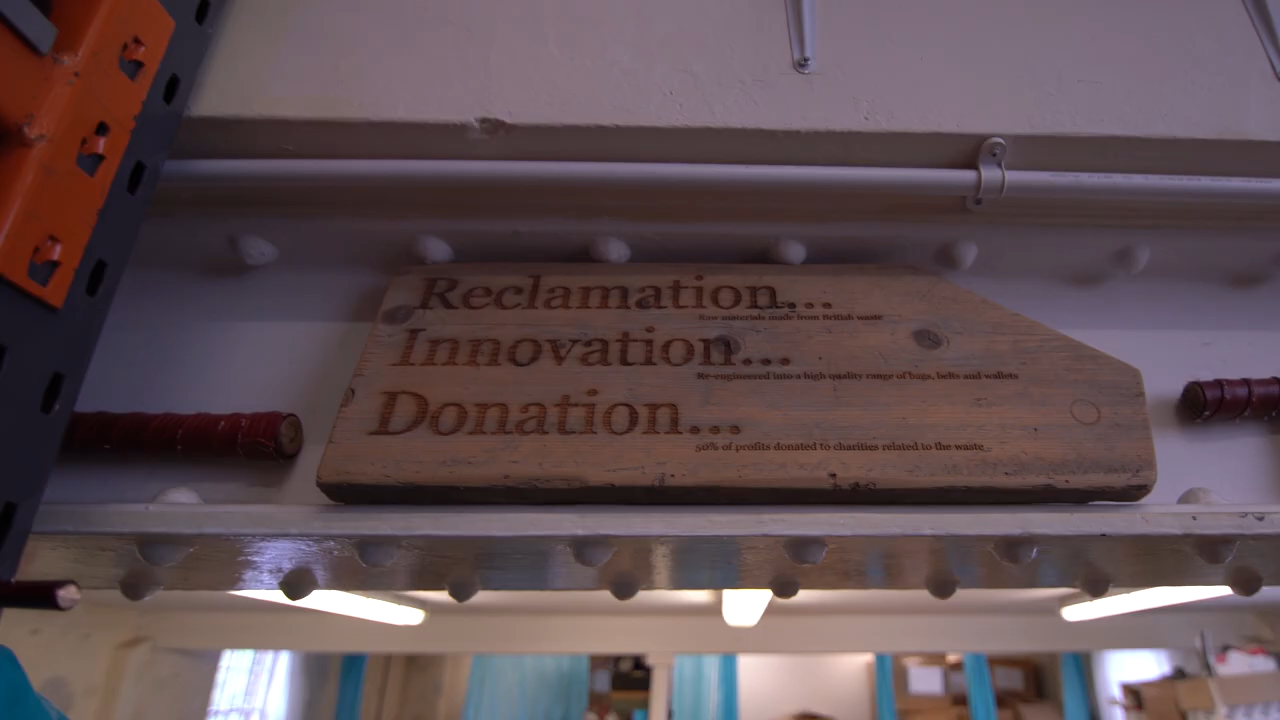 Reclamation...
Raw materials made from British waste
Innovation...
Re-engineered into a high quality range of bags, belts and wallets
Donation...
50% of profits donated to charities related to the waste